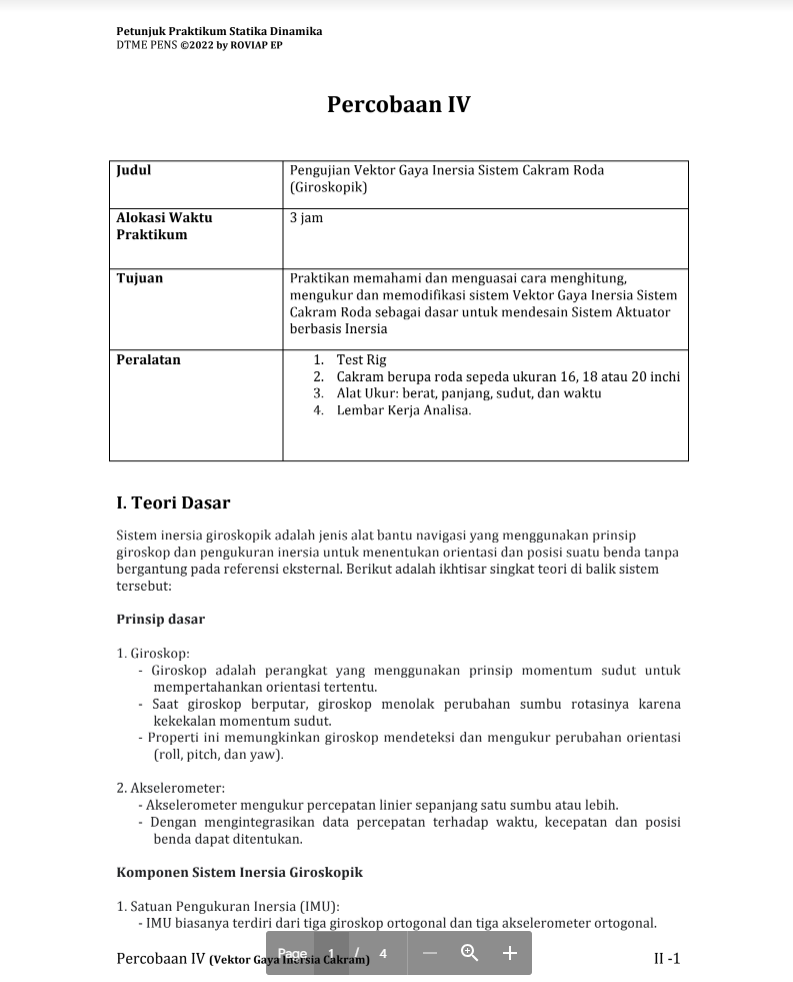 Petunjuk Praktikum Statika Dinamika
DTME PENS ©2022 by ROVIAP EP
Percobaan IV
Judul
Pengujian Vektor Gaya Inersia Sistem Cakram Roda
(Giroskopik)
Alokasi Waktu
Praktikum
3 jam
Tujuan
Praktikan memahami dan menguasai cara menghitung,
mengukur dan memodifikasi sistem Vektor Gaya Inersia Sistem
Cakram Roda sebagai dasar untuk mendesain Sistem Aktuator
berbasis Inersia
Peralatan
1. Test Rig
2. Cakram berupa roda sepeda ukuran 16, 18 atau 20 inchi
3. Alat Ukur: berat, panjang, sudut, dan waktu
4. Lembar Kerja Analisa.
I. Teori Dasar
Sistem inersia giroskopik adalah jenis alat bantu navigasi yang menggunakan prinsip
giroskop dan pengukuran inersia untuk menentukan orientasi dan posisi suatu benda tanpa
bergantung pada referensi eksternal. Berikut adalah ikhtisar singkat teori di balik sistem
tersebut:
Prinsip dasar
1. Giroskop:
- Giroskop adalah perangkat yang menggunakan prinsip momentum sudut untuk
mempertahankan orientasi tertentu.
- Saat giroskop berputar, giroskop menolak perubahan sumbu rotasinya karena
kekekalan momentum sudut.
- Properti ini memungkinkan giroskop mendeteksi dan mengukur perubahan orientasi
(roll, pitch, dan yaw).
2. Akselerometer:
- Akselerometer mengukur percepatan linier sepanjang satu sumbu atau lebih.
- Dengan mengintegrasikan data percepatan terhadap waktu, kecepatan dan posisi
benda dapat ditentukan.
Komponen Sistem Inersia Giroskopik
1. Satuan Pengukuran Inersia (IMU):
- IMU biasanya terdiri dari tiga giroskop ortogonal dan tiga akselerometer ortogonal.
Percobaan IV (Vektor Gaya Inersia Cakram)
II -1
Page 1 / 4